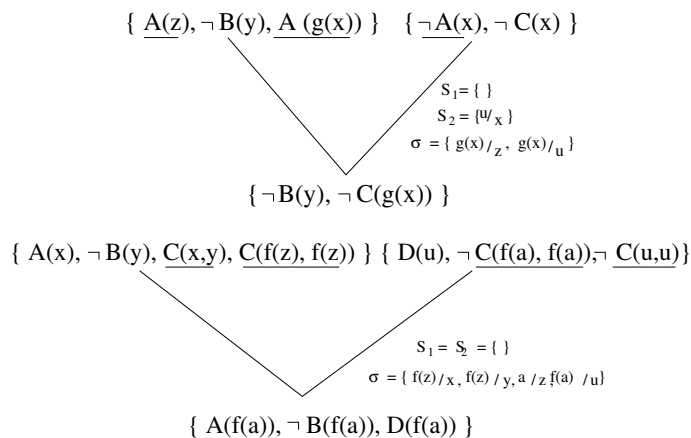 { A(z), ¬ B(y), A (g(x)) } { ¬ A(x), ¬ C(x) }
S₁= { }
S₂ = {u/x }
σ = { g(x)/z , g(x)/u }
{ ¬ B(y), ¬ C(g(x)) }
{ A(x), ¬ B(y), C(x,y), C(f(z), f(z)) } { D(u), ¬ C(f(a), f(a)),¬ C(u,u)}
S₁ = S₂ = { }
σ = { f(z)/x , f(z) / y, a / z, f(a) / u}
{ A(f(a)), ¬ B(f(a)), D(f(a)) }